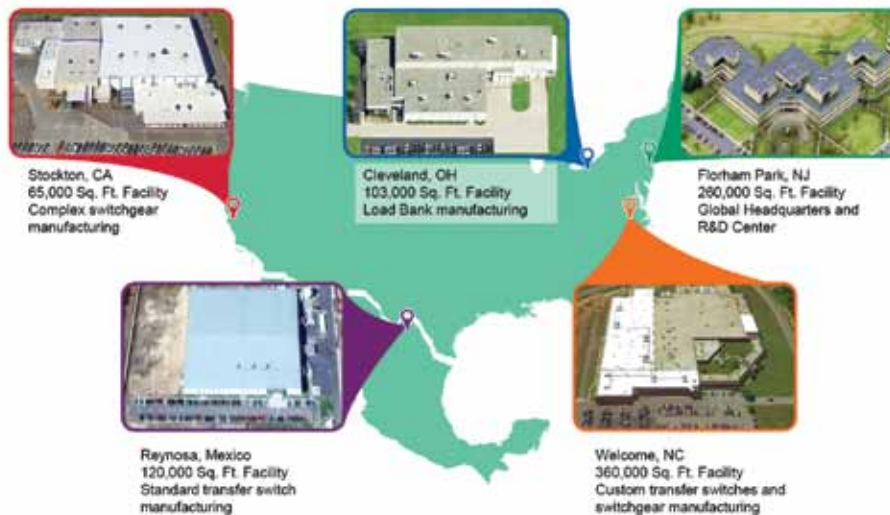 Stockton, CA
65,000 Sq. Ft. Facility
Complex switchgear
manufacturing
Cleveland, OH
103,000 Sq. Ft. Facility
Load Bank manufacturing
Florham Park, NJ
260,000 Sq. Ft. Facility
Global Headquarters and
R&D Center
Reynosa, Mexico
120,000 Sq. Ft. Facility
Standard transfer switch
manufacturing
Welcome, NC
360,000 Sq. Ft. Facility
Custom transfer switches and
switchgear manufacturing